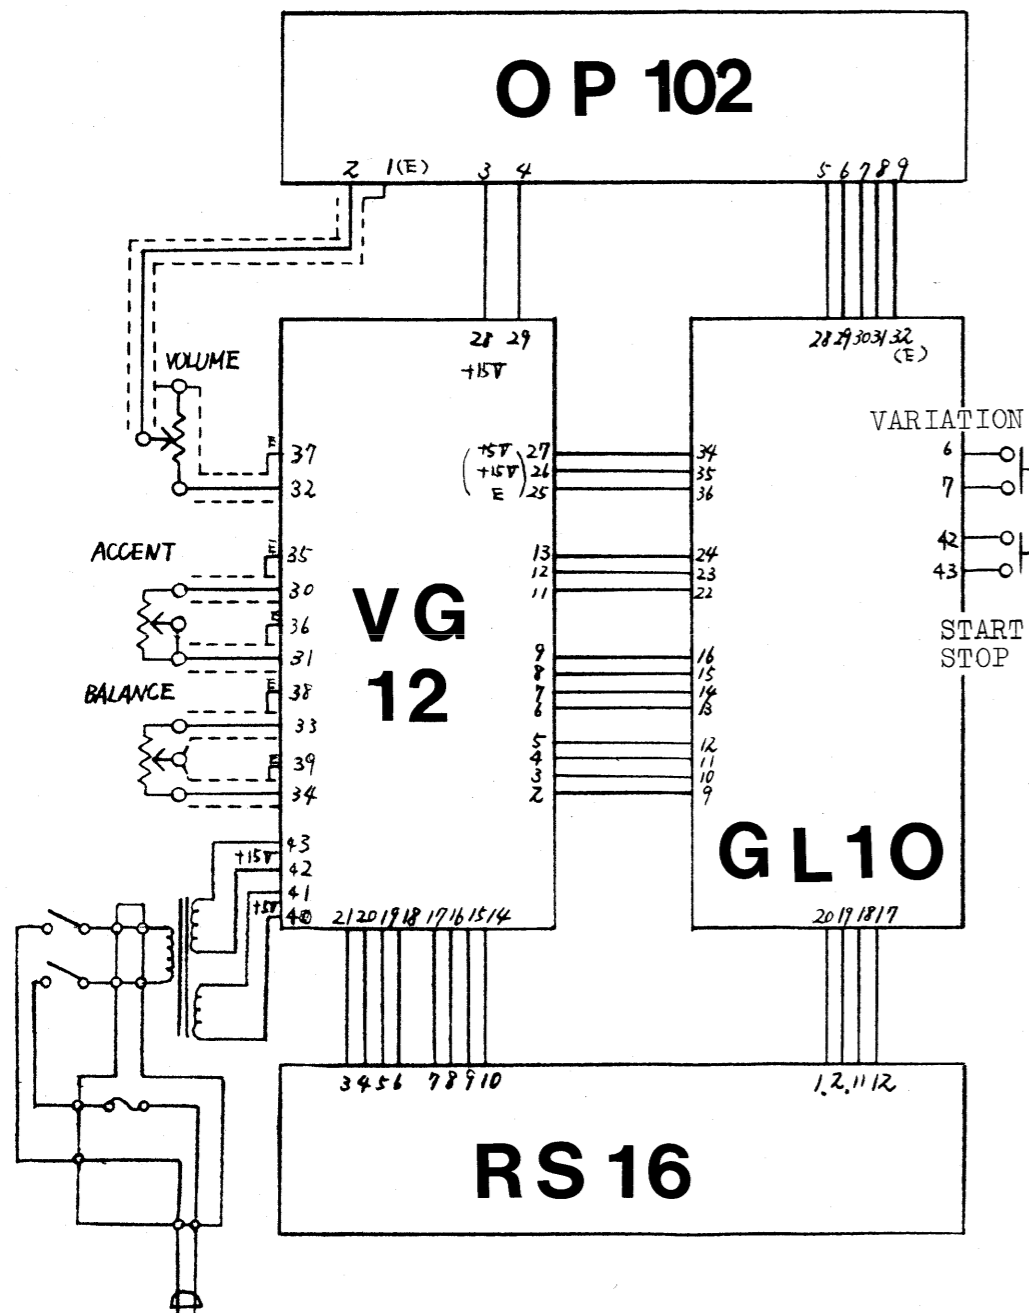 OP 102
2 1(E) 3 4 5 6 7 8 9
28 29 28 29 30 31 32
+15V (E)
VOLUME
VARIATION
37 +5V 27 34 6
+15V 26 35
32 E 25 36 7
42
ACCENT 35 13 24
12 23 43
30 11 22
VG
12
36
START
STOP
31 9 16
8 15
BALANCE 38 7 14
6 13
33
5 12
39 4 11
3 10
34 2 9
GL10
43
+15V
42
41
+5V
40
21 20 19 18 17 16 15 14 20 19 18 17
3 4 5 6 7 8 9 10 1 2 11 12
RS 16